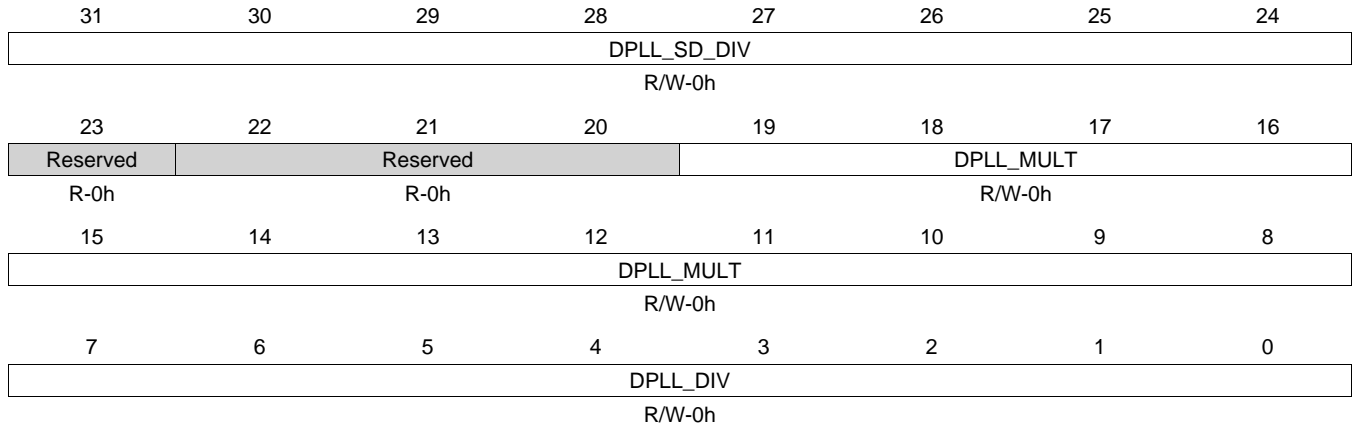 31 30 29 28 27 26 25 24
DPLL_SD_DIV
R/W-0h
23 22 21 20 19 18 17 16
Reserved Reserved DPLL_MULT
R-0h R-0h R/W-0h
15 14 13 12 11 10 9 8
DPLL_MULT
R/W-0h
7 6 5 4 3 2 1 0
DPLL_DIV
R/W-0h